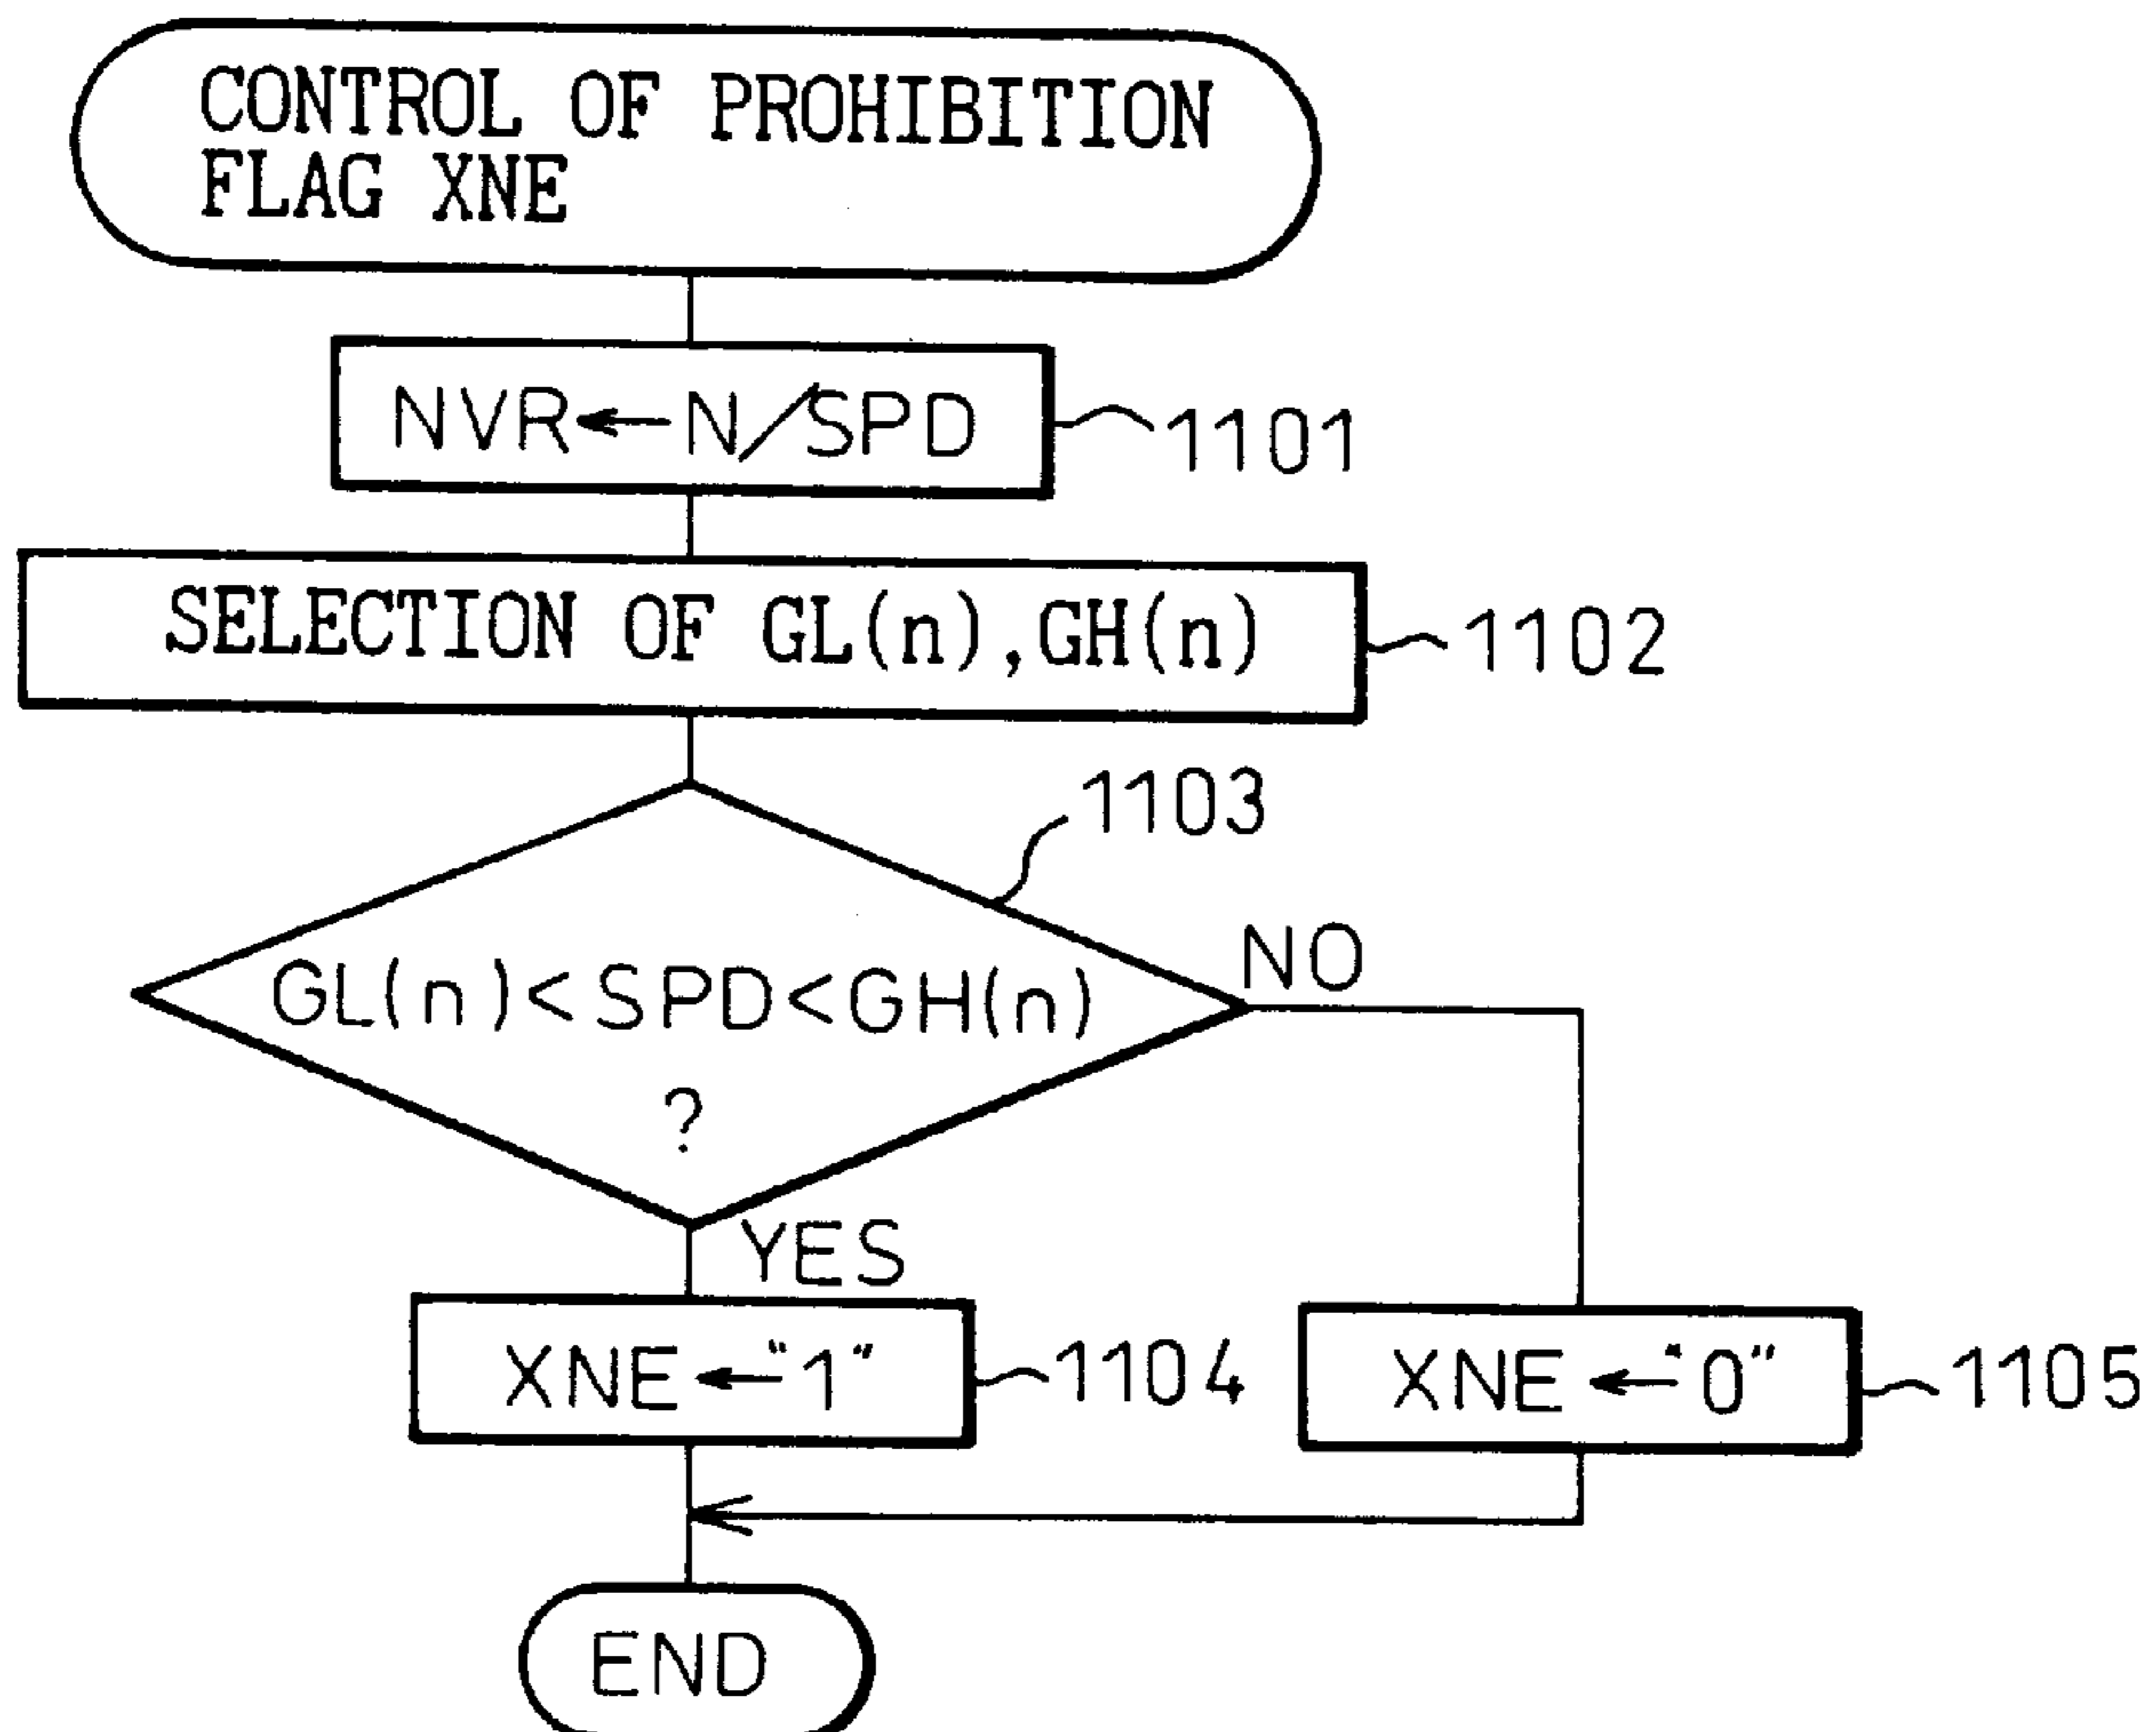 CONTROL OF PROHIBITION
FLAG XNE
NVR←N/SPD
1101
SELECTION OF GL(n),GH(n)
1102
1103
GL(n)<SPD<GH(n)
?
NO
YES
XNE←"1"
1104
XNE←"0"
1105
END